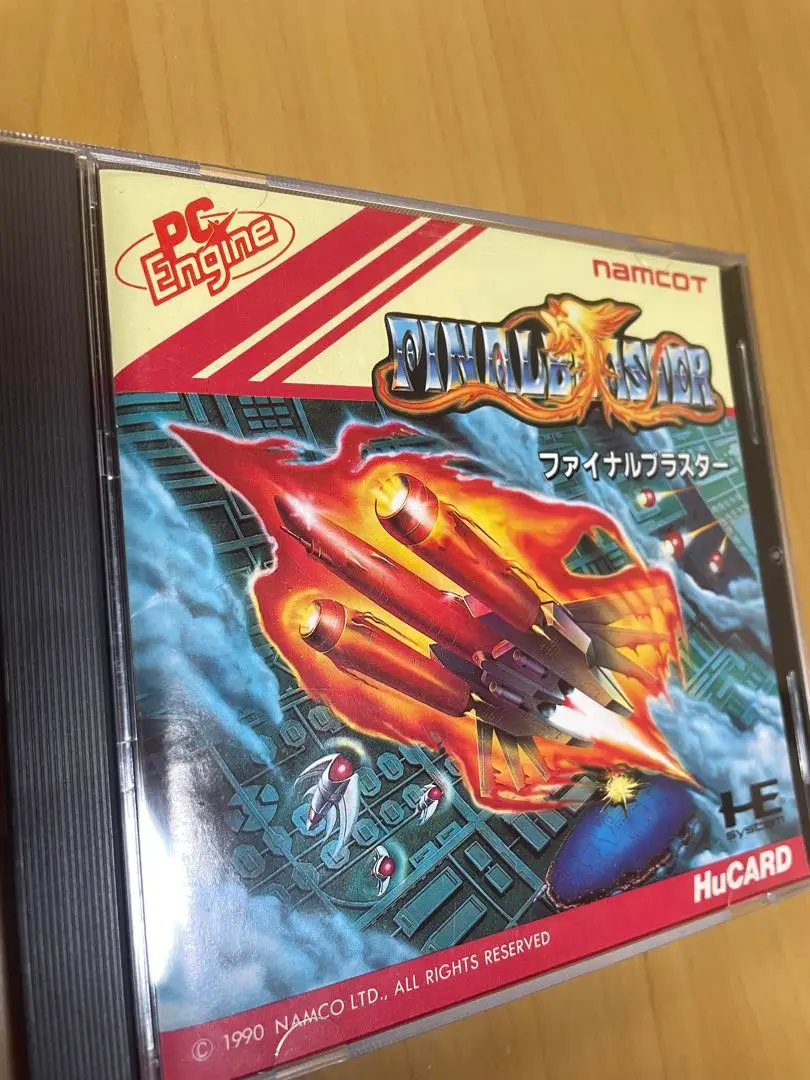 PC Engine
namcot
FINAL BLASTER
ファイナルブラスター
HE
SYSTEM
HuCARD
© 1990 NAMCO LTD., ALL RIGHTS RESERVED